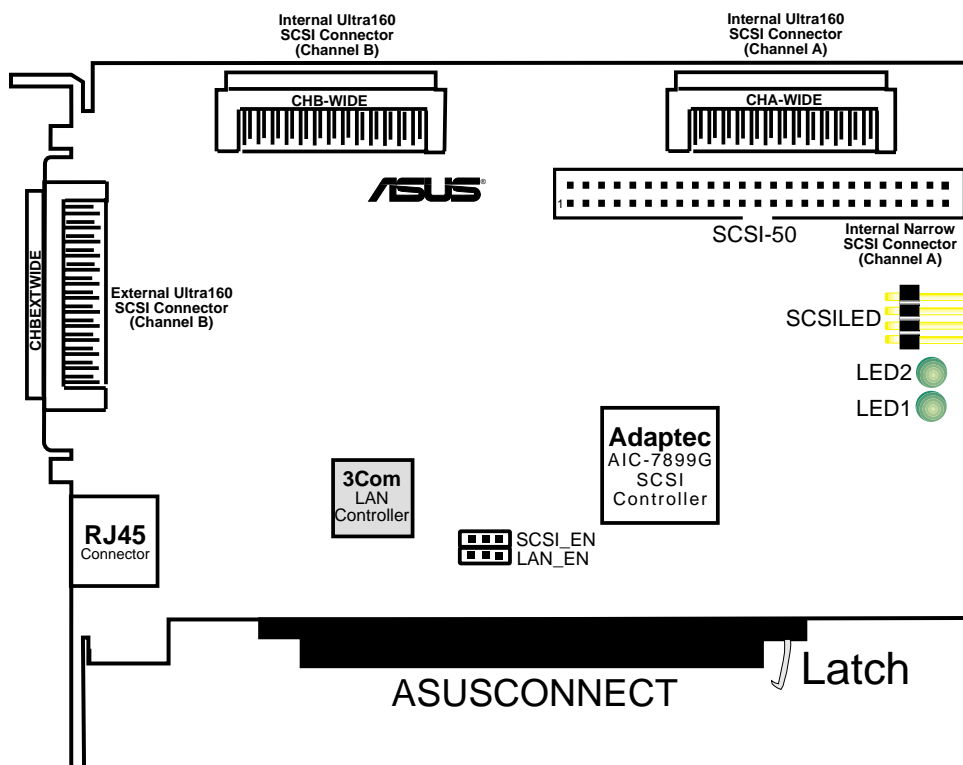 Internal Ultra160
SCSI Connector
(Channel B)
Internal Ultra160
SCSI Connector
(Channel A)
CHB-WIDE
CHA-WIDE
ASUS®
1
SCSI-50
Internal Narrow
SCSI Connector
(Channel A)
CHBEXTWIDE
External Ultra160
SCSI Connector
(Channel B)
SCSILED
LED2
LED1
Adaptec
AIC-7899G
SCSI
Controller
3Com
LAN
Controller
RJ45
Connector
SCSI_EN
LAN_EN
Latch
ASUSCONNECT